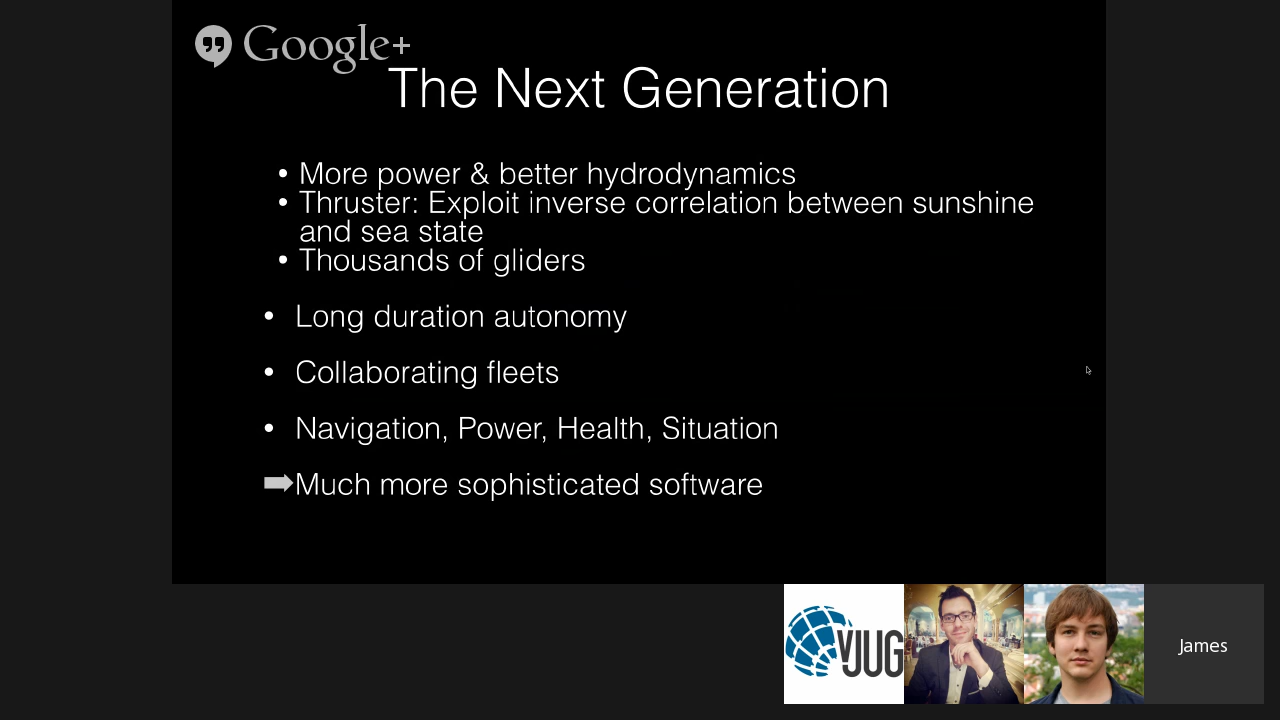 Google+
The Next Generation
• More power & better hydrodynamics
• Thruster: Exploit inverse correlation between sunshine
and sea state
• Thousands of gliders
• Long duration autonomy
• Collaborating fleets
• Navigation, Power, Health, Situation
Much more sophisticated software
vJUG
James